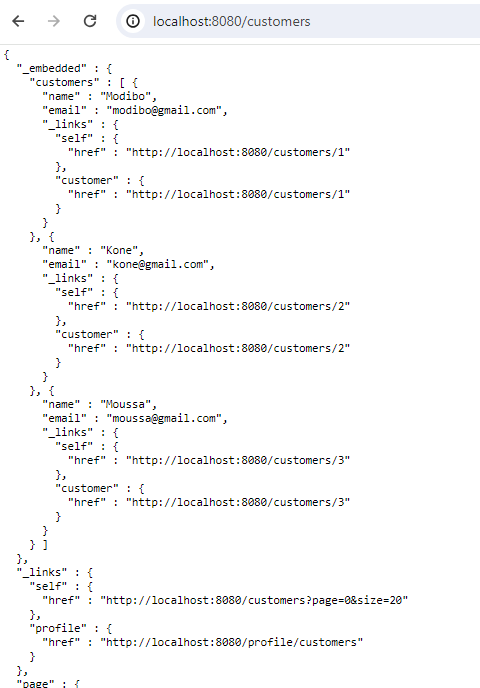 localhost:8080/customers
{
  "_embedded" : {
    "customers" : [ {
      "name" : "Modibo",
      "email" : "modibo@gmail.com",
      "_links" : {
        "self" : {
          "href" : "http://localhost:8080/customers/1"
        },
        "customer" : {
          "href" : "http://localhost:8080/customers/1"
        }
      }
    }, {
      "name" : "Kone",
      "email" : "kone@gmail.com",
      "_links" : {
        "self" : {
          "href" : "http://localhost:8080/customers/2"
        },
        "customer" : {
          "href" : "http://localhost:8080/customers/2"
        }
      }
    }, {
      "name" : "Moussa",
      "email" : "moussa@gmail.com",
      "_links" : {
        "self" : {
          "href" : "http://localhost:8080/customers/3"
        },
        "customer" : {
          "href" : "http://localhost:8080/customers/3"
        }
      }
    } ]
  },
  "_links" : {
    "self" : {
      "href" : "http://localhost:8080/customers?page=0&size=20"
    },
    "profile" : {
      "href" : "http://localhost:8080/profile/customers"
    }
  },
  "page" : {